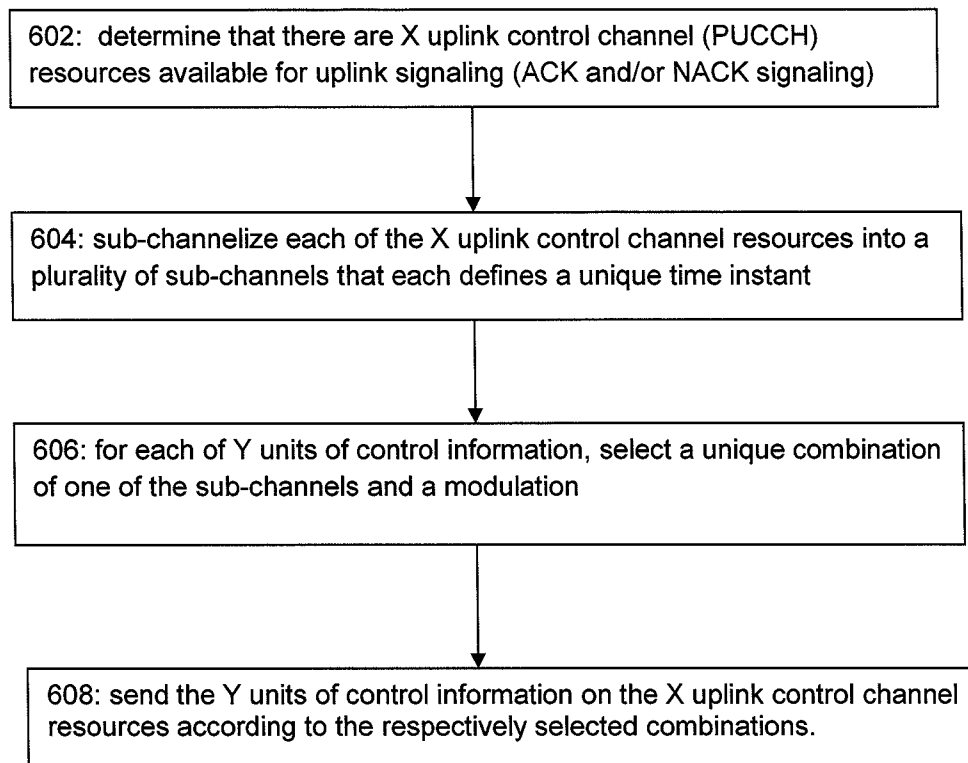 602: determine that there are X uplink control channel (PUCCH)
resources available for uplink signaling (ACK and/or NACK signaling)
604: sub-channelize each of the X uplink control channel resources into a
plurality of sub-channels that each defines a unique time instant
606: for each of Y units of control information, select a unique combination
of one of the sub-channels and a modulation
608: send the Y units of control information on the X uplink control channel
resources according to the respectively selected combinations.